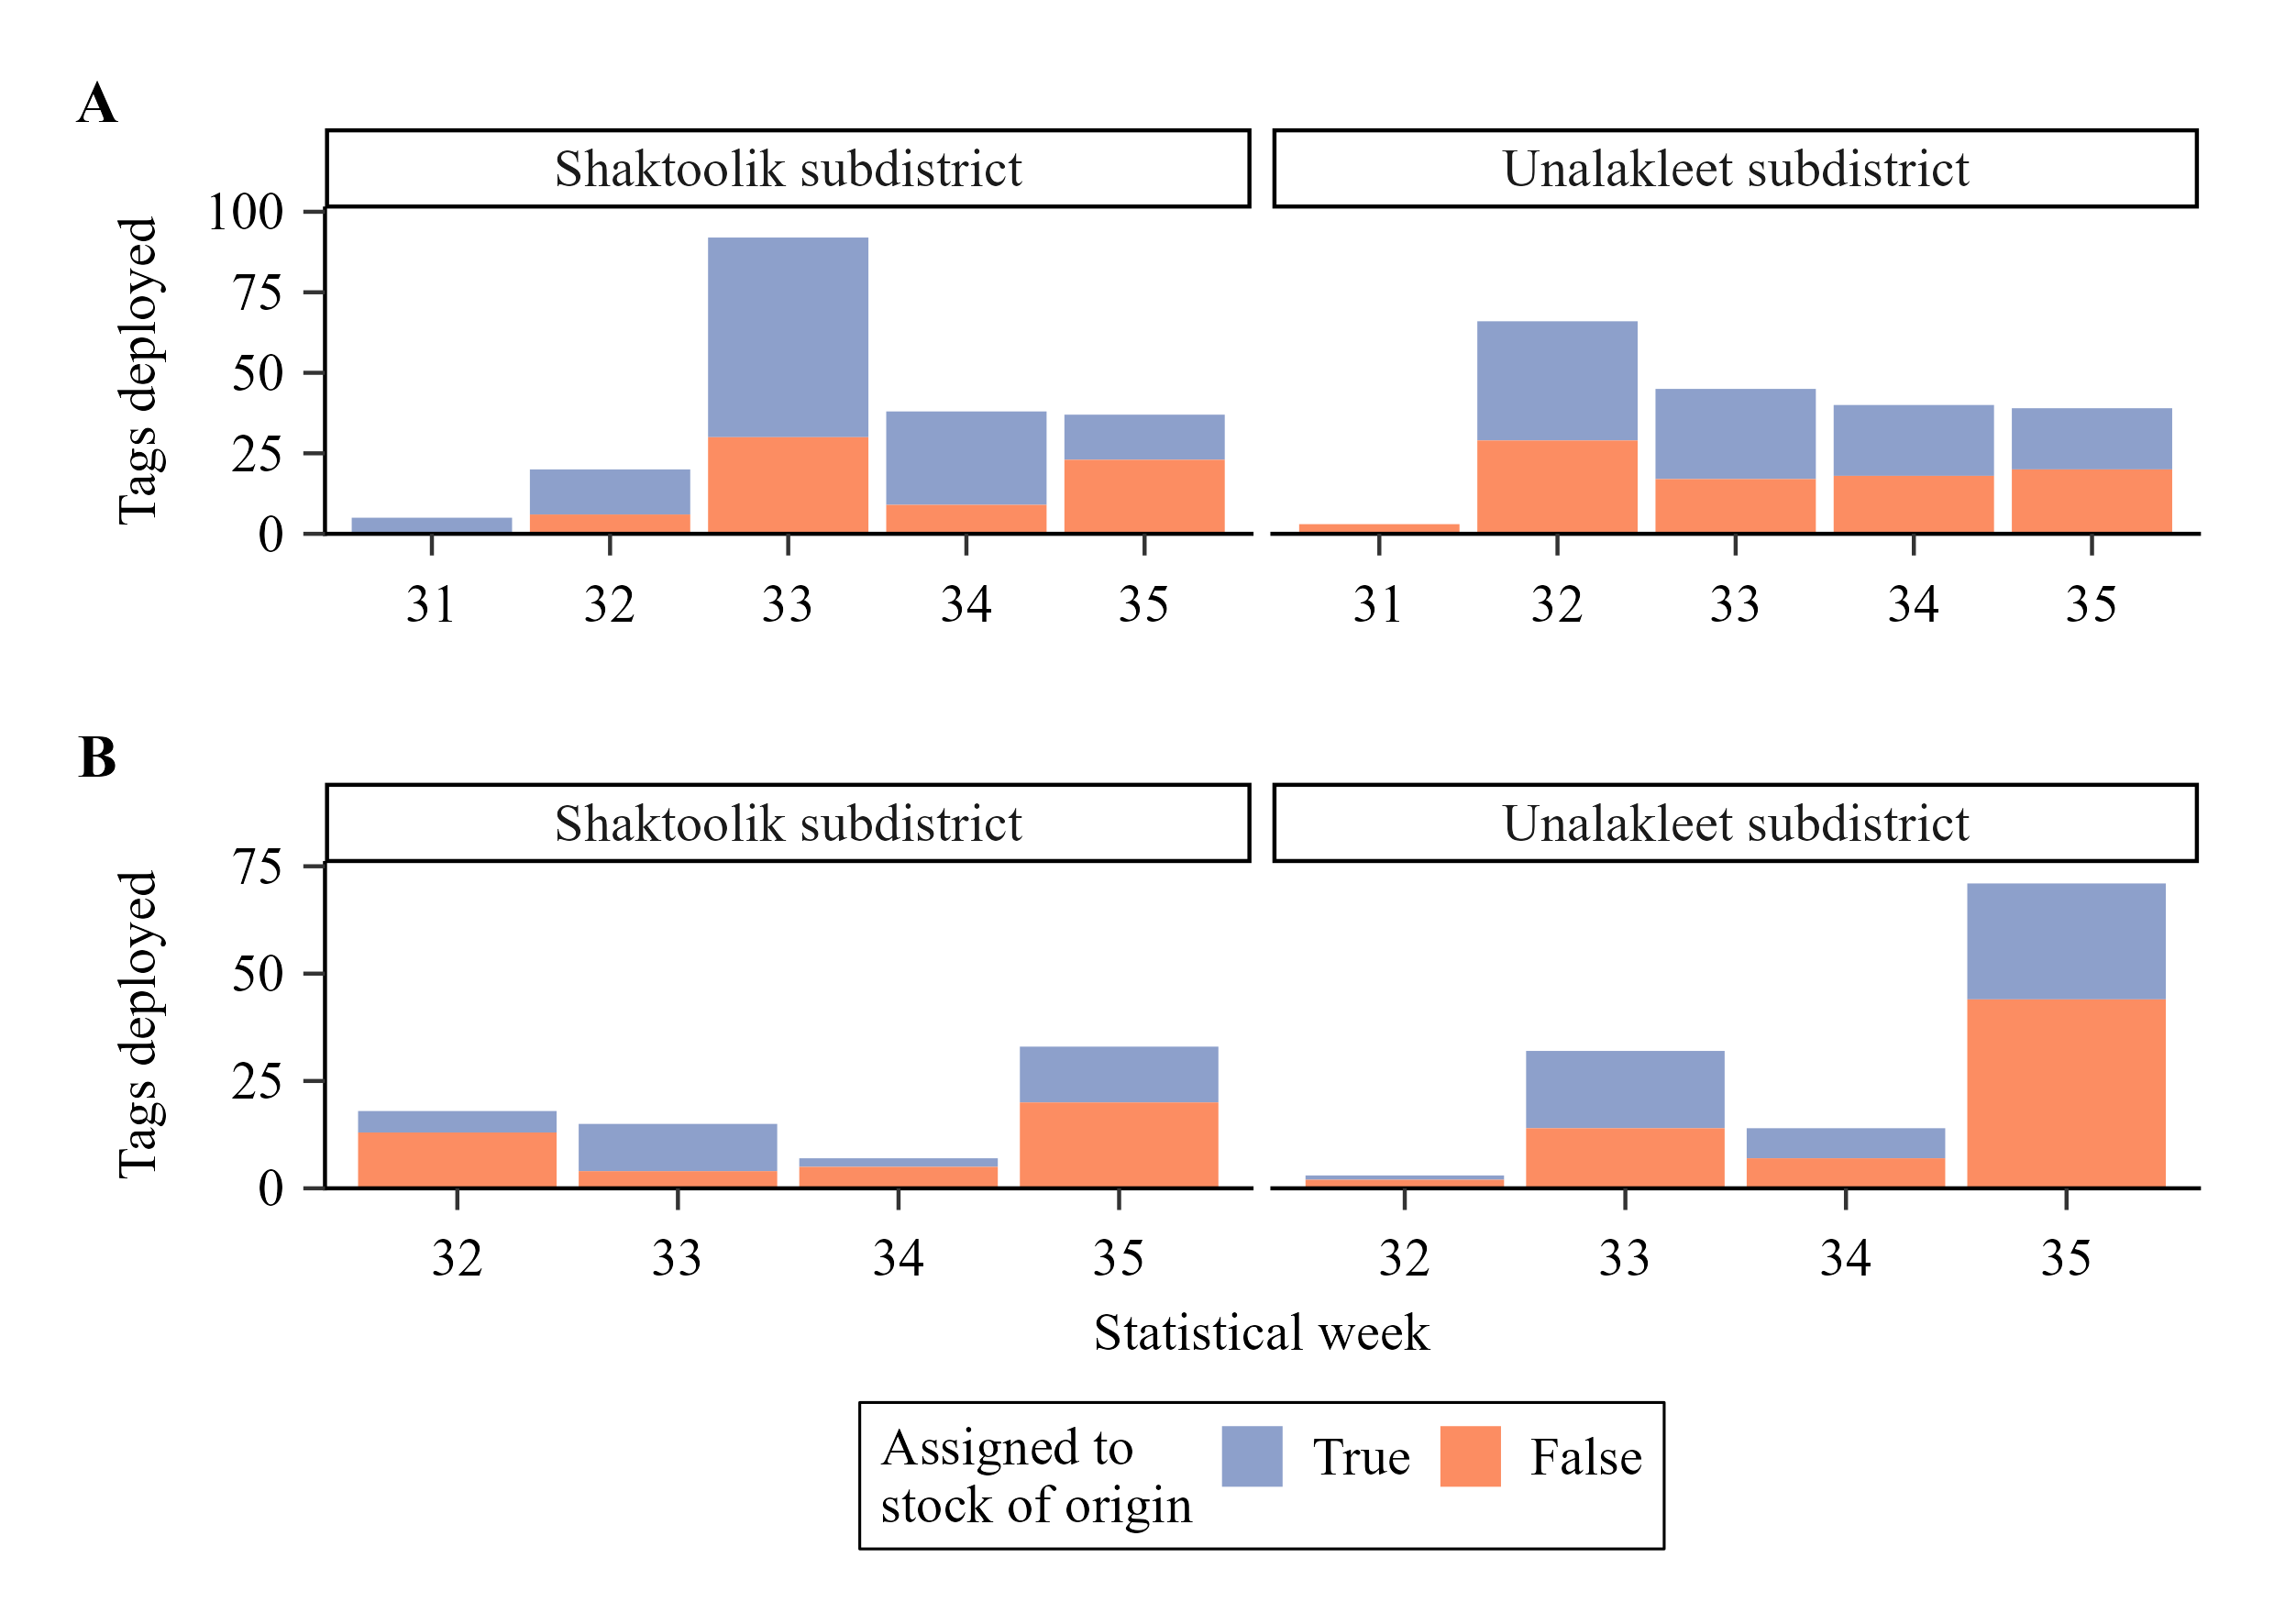 A
Shaktoolik subdistrict
Unalakleet subdistrict
Tags deployed
100
75
50
25
0
31 32 33 34 35
31 32 33 34 35
B
Shaktoolik subdistrict
Unalakleet subdistrict
Tags deployed
75
50
25
0
32 33 34 35
32 33 34 35
Statistical week
Assigned to
stock of origin
True
False